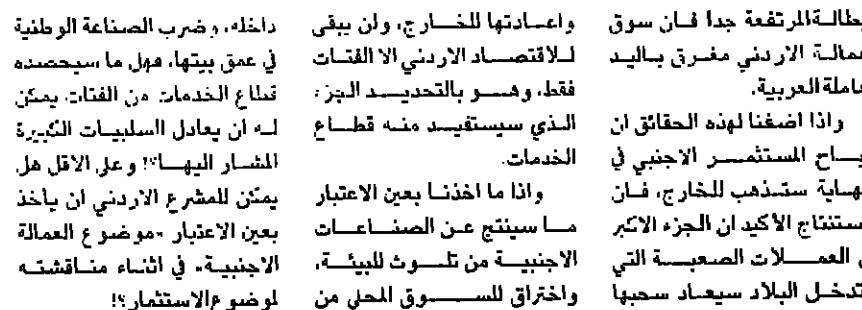 بطالة المرتفعة جدا فان سوق
عمالة الاردني مغرق باليد
عاملة العربية.
واذا اضفنا لهذه الحقائق ان
باح المستثمر الاجنبي في
نهاية ستذهب للخارج، فان
ستنتاج الأكيد ان الجزء الاكبر
العملات الصعبة التي
تدخل البلاد سيعاد سحبها
واعادتها للخارج، ولن يبقى
للاقتصاد الاردني الا الفتات
فقط، وهو بالتحديد الجزء
الذي سيستفيد منه قطاع
الخدمات.
واذا ما اخذنا بعين الاعتبار
ما سينتج عن الصناعات
الاجنبية من تلوث للبيئة،
واختراق للسوق المحلي من
داخله، وضرب الصناعة الوطنية
في عمق بيتها، فهل ما سيحصده
قطاع الخدمات من الفتات يمكن
له ان يعادل السلبيات الكبيرة
المشار اليها؟! وعلى الاقل هل
يمكن للمشرع الاردني ان ياخذ
بعين الاعتبار «موضوع العمالة
الاجنبية» في اثناء مناقشته
لموضوع الاستثمار؟!